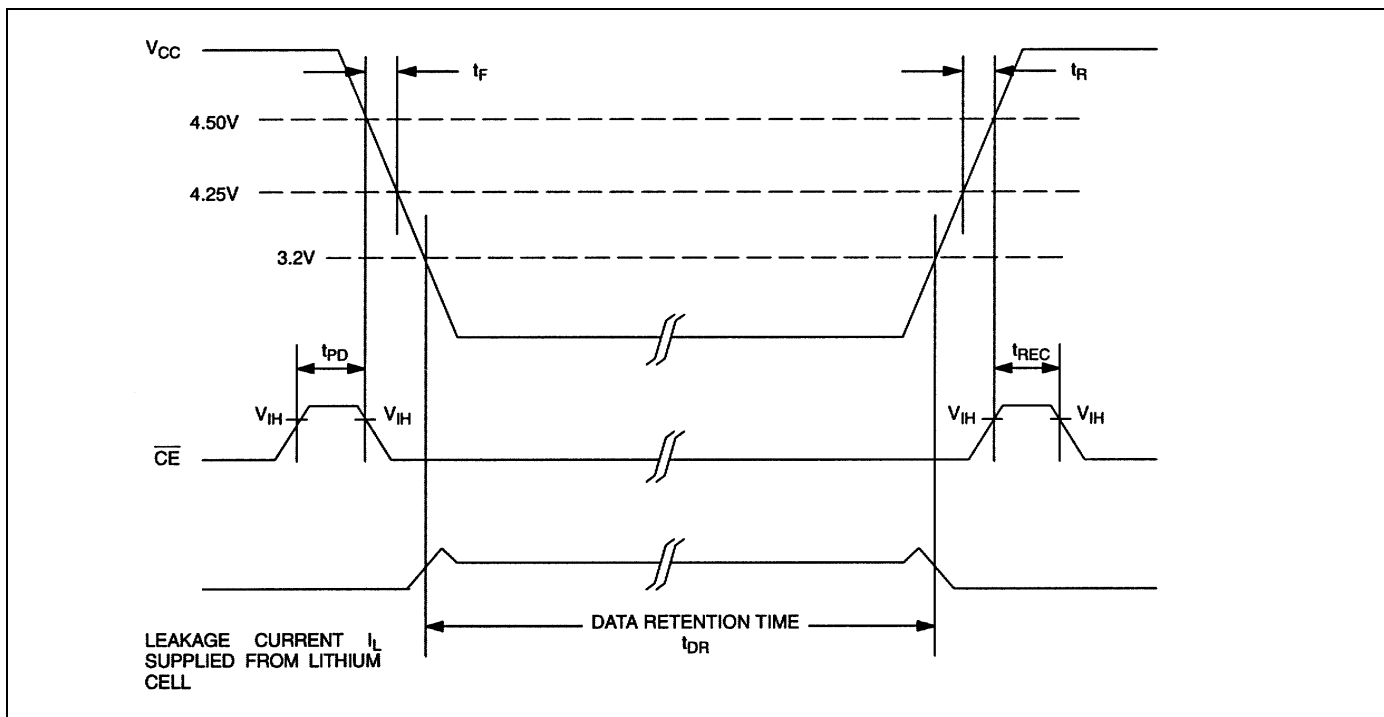 VCC
tF
tR
4.50V
4.25V
3.2V
tPD
tREC
VIH
VIH
VIH
VIH
CE
DATA RETENTION TIME
tDR
LEAKAGE CURRENT IL
SUPPLIED FROM LITHIUM
CELL